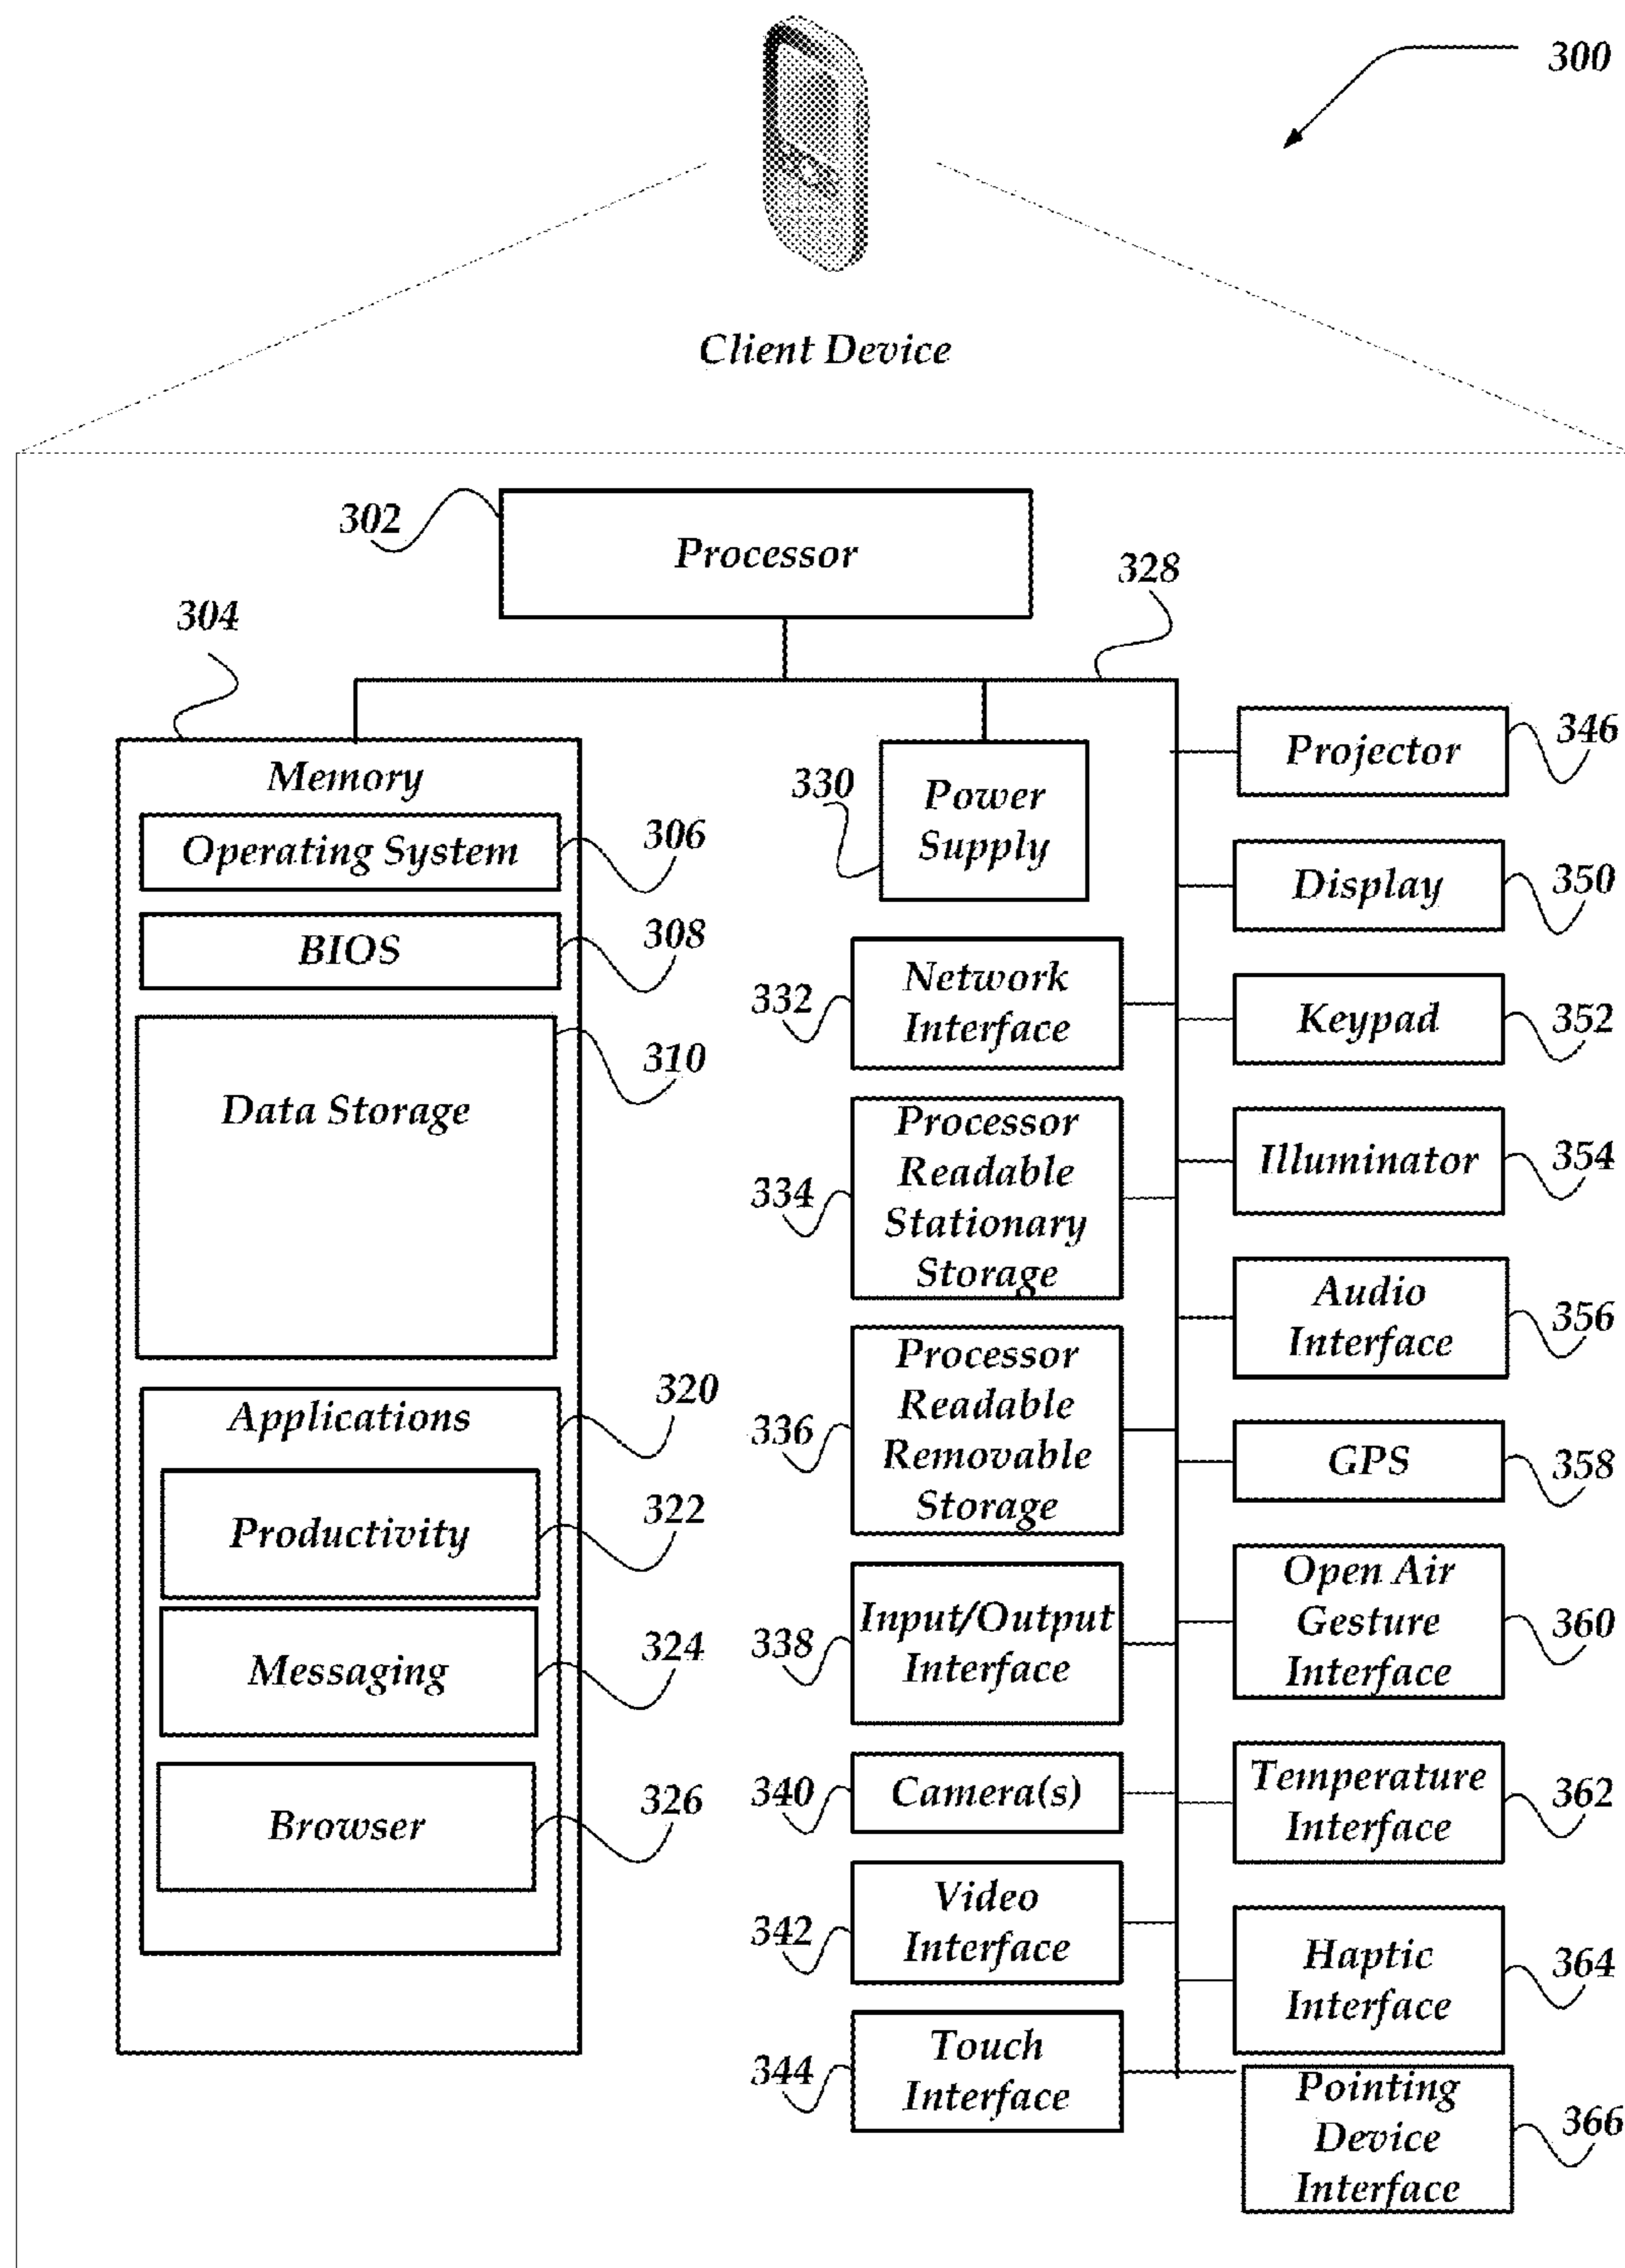 300
Client Device
302
Processor
328
304
Memory
Operating System
306
BIOS
308
Data Storage
310
Applications
320
Productivity
322
Messaging
324
Browser
326
330
Power
Supply
332
Network
Interface
334
Processor
Readable
Stationary
Storage
336
Processor
Readable
Removable
Storage
338
Input/Output
Interface
340
Camera(s)
342
Video
Interface
344
Touch
Interface
Projector
346
Display
350
Keypad
352
Illuminator
354
Audio
Interface
356
GPS
358
Open Air
Gesture
Interface
360
Temperature
Interface
362
Haptic
Interface
364
Pointing
Device
Interface
366